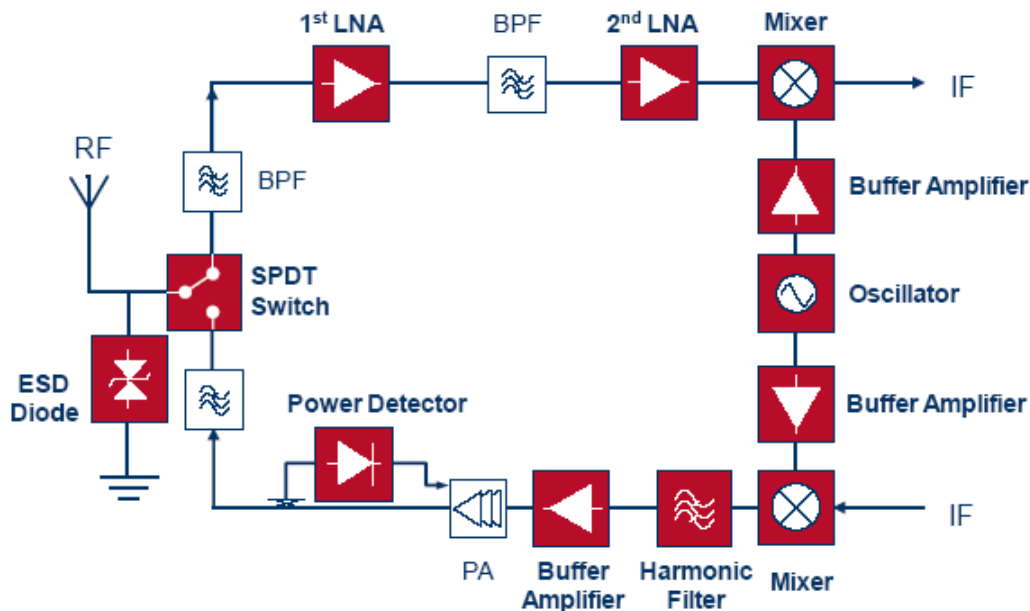 1st LNA
BPF
2nd LNA
Mixer
IF
RF
BPF
Buffer Amplifier
SPDT
Switch
Oscillator
ESD
Diode
Power Detector
Buffer Amplifier
IF
PA
Buffer
Amplifier
Harmonic
Filter
Mixer